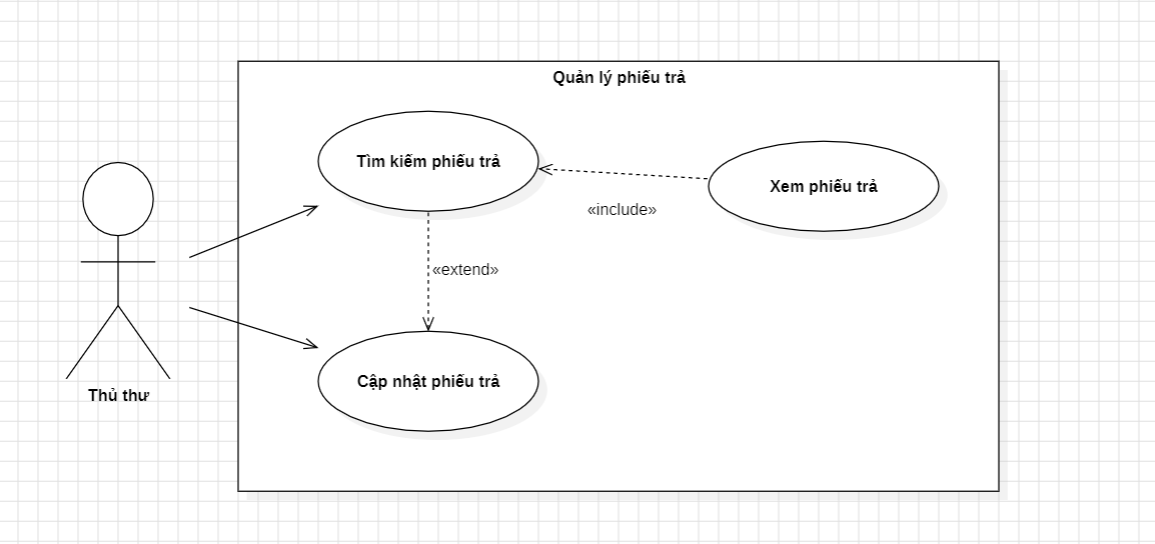 Quản lý phiếu trả
Tìm kiếm phiếu trả
Xem phiếu trả
«include»
«extend»
Cập nhật phiếu trả
Thủ thư